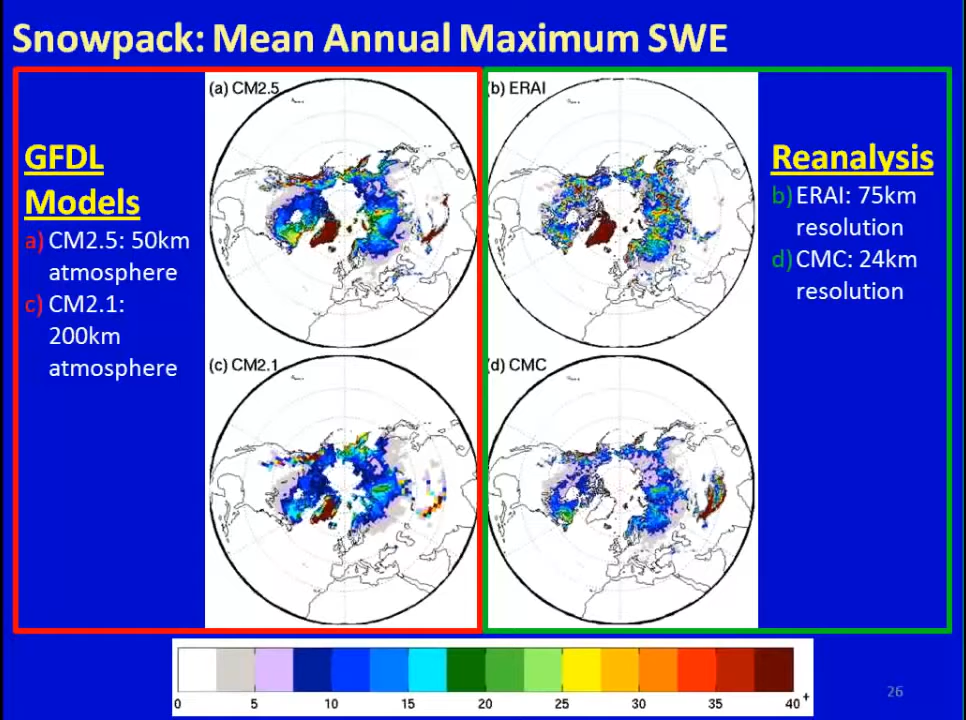 Snowpack: Mean Annual Maximum SWE
GFDL
Models
a) CM2.5: 50km
atmosphere
c) CM2.1:
200km
atmosphere
(a) CM2.5
(b) ERAI
(c) CM2.1
(d) CMC
Reanalysis
b) ERAI: 75km
resolution
d) CMC: 24km
resolution
0 5 10 15 20 25 30 35 40 +
26